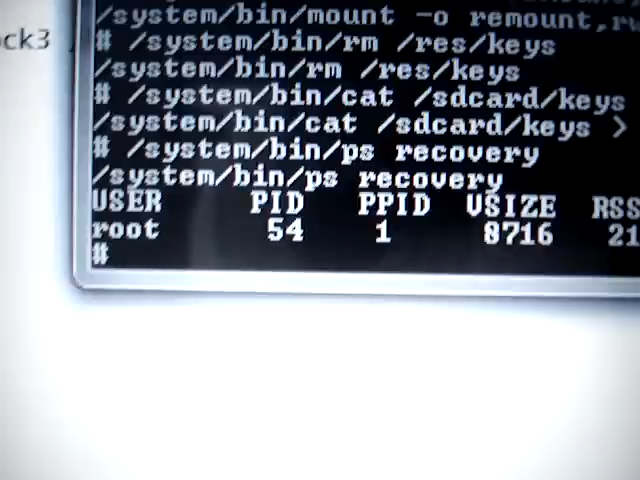 /system/bin/mount -o remount,rw
ock3
# /system/bin/rm /res/keys
/system/bin/rm /res/keys
# /system/bin/cat /sdcard/keys
/system/bin/cat /sdcard/keys >
# /system/bin/ps recovery
/system/bin/ps recovery
USER PID PPID VSIZE RSS
root 54 1 8716 21
#